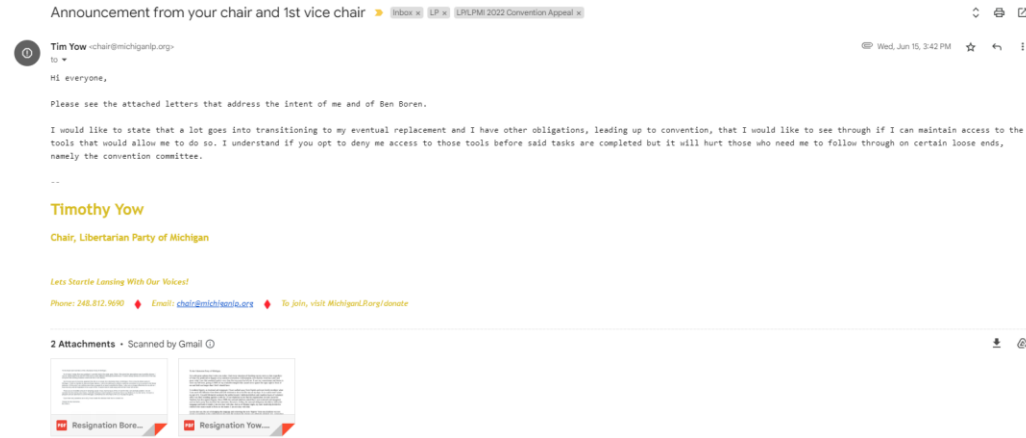 Announcement from your chair and 1st vice chair Inbox × LP × LP/LPMI 2022 Convention Appeal ×
Tim Yow <chair@michiganlp.org> Wed, Jun 15, 3:42 PM
to
Hi everyone,
Please see the attached letters that address the intent of me and of Ben Boren.
I would like to state that a lot goes into transitioning to my eventual replacement and I have other obligations, leading up to convention, that I would like to see through if I can maintain access to the
tools that would allow me to do so. I understand if you opt to deny me access to those tools before said tasks are completed but it will hurt those who need me to follow through on certain loose ends,
namely the convention committee.
--
Timothy Yow
Chair, Libertarian Party of Michigan
Lets Startle Lansing With Our Voices!
Phone: 248.812.9690 Email: chair@michiganlp.org To join, visit MichiganLP.org/donate
2 Attachments • Scanned by Gmail
PDF Resignation Bore... PDF Resignation Yow....